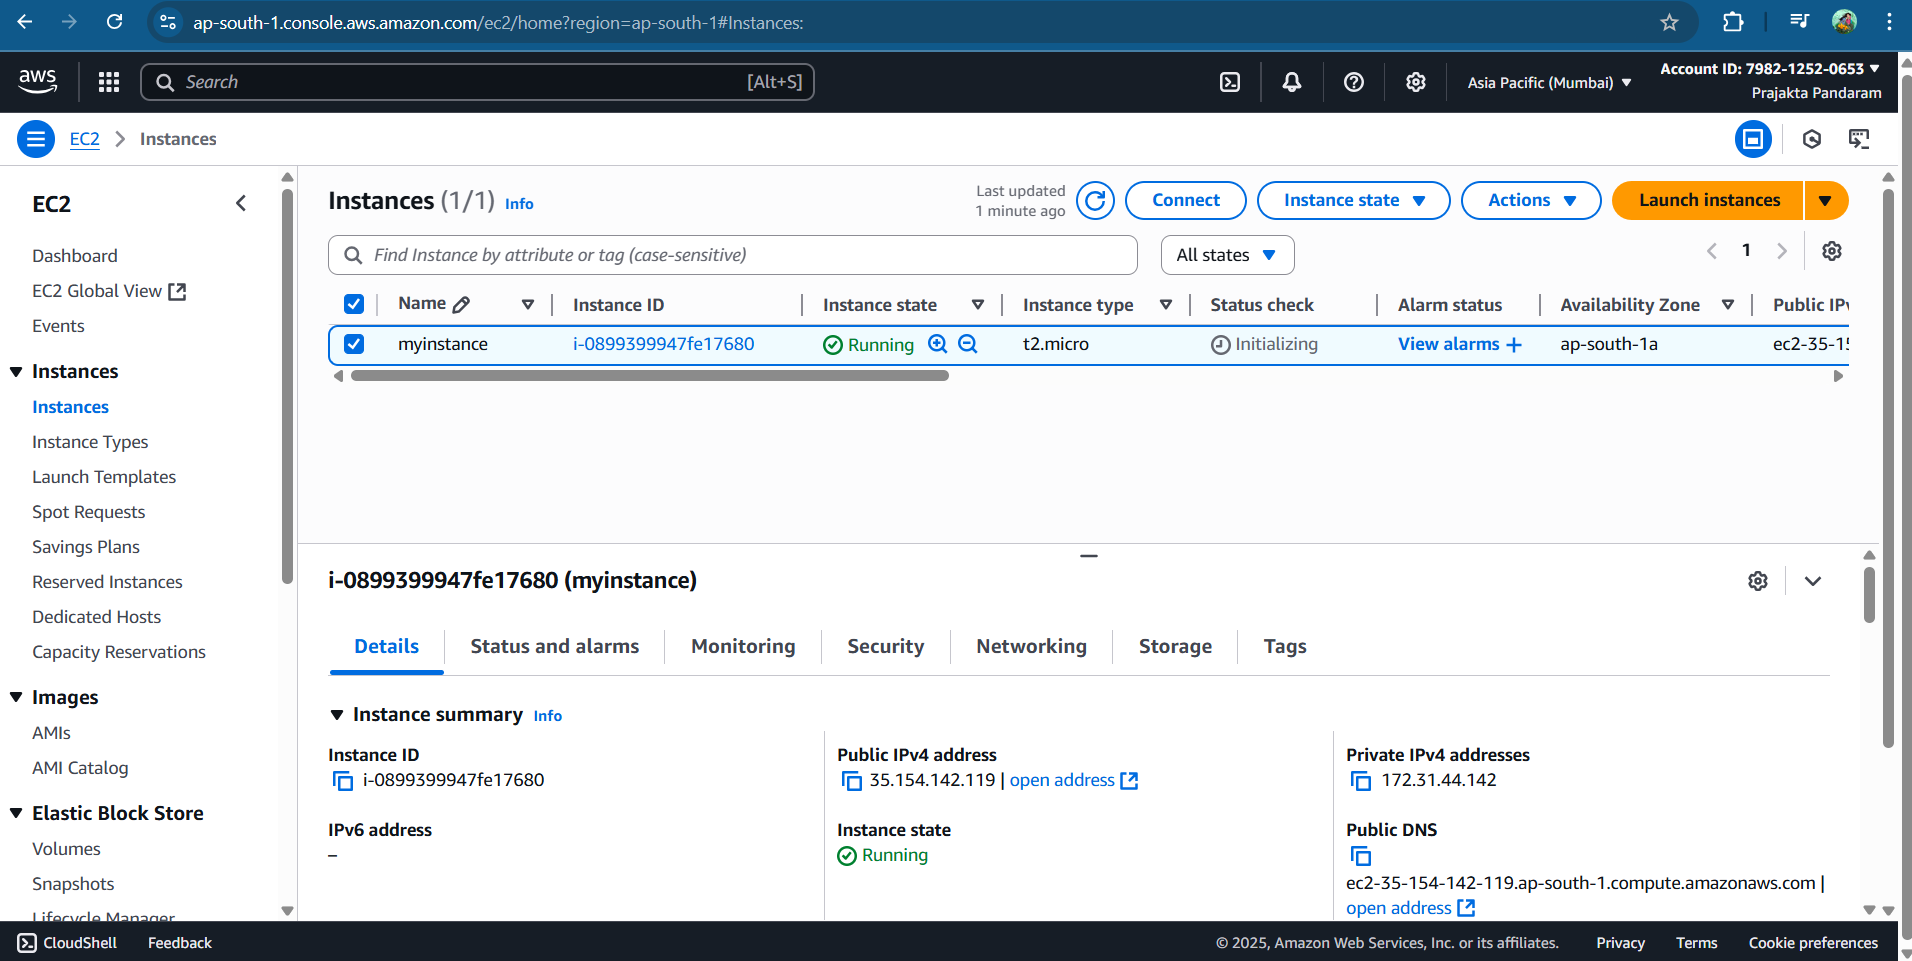 ap-south-1.console.aws.amazon.com/ec2/home?region=ap-south-1#Instances:
aws
Search [Alt+S]
Asia Pacific (Mumbai)
Account ID: 7982-1252-0653
Prajakta Pandaram
EC2 Instances
EC2
Dashboard
EC2 Global View
Events
Instances
Instances
Instance Types
Launch Templates
Spot Requests
Savings Plans
Reserved Instances
Dedicated Hosts
Capacity Reservations
Images
AMIs
AMI Catalog
Elastic Block Store
Volumes
Snapshots
Lifecycle Manager
Instances (1/1) Info
Last updated
1 minute ago
Connect
Instance state
Actions
Launch instances
Find Instance by attribute or tag (case-sensitive)
All states
1
Name Instance ID Instance state Instance type Status check Alarm status Availability Zone Public IPv
myinstance i-0899399947fe17680 Running t2.micro Initializing View alarms + ap-south-1a ec2-35-15
i-0899399947fe17680 (myinstance)
Details Status and alarms Monitoring Security Networking Storage Tags
Instance summary Info
Instance ID
i-0899399947fe17680
Public IPv4 address
35.154.142.119 | open address
Private IPv4 addresses
172.31.44.142
IPv6 address
–
Instance state
Running
Public DNS
ec2-35-154-142-119.ap-south-1.compute.amazonaws.com |
open address
CloudShell Feedback
© 2025, Amazon Web Services, Inc. or its affiliates. Privacy Terms Cookie preferences